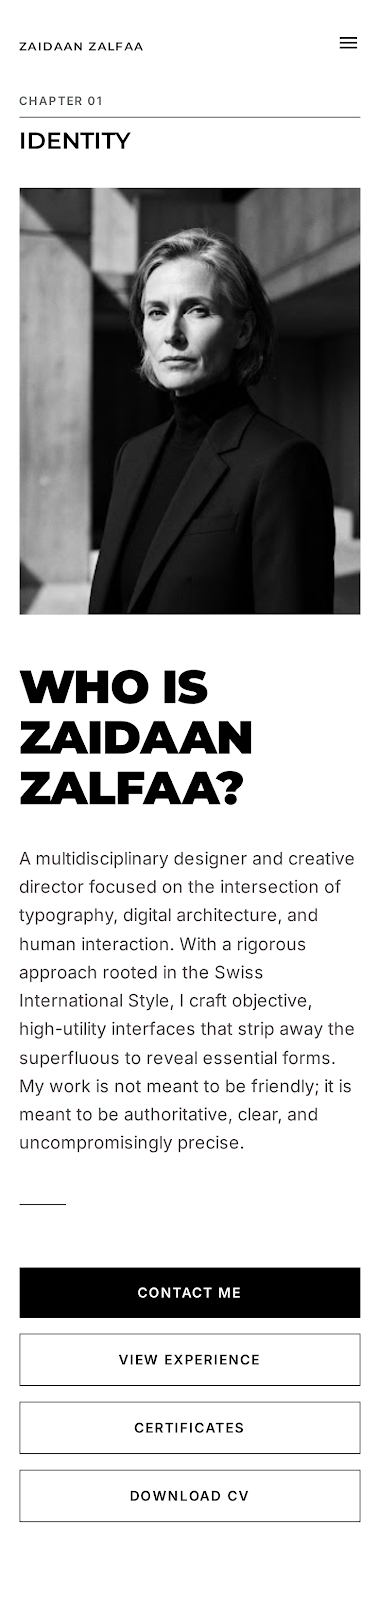 ZAIDAAN ZALFAA
CHAPTER 01
IDENTITY
WHO IS
ZAIDAAN
ZALFAA?
A multidisciplinary designer and creative
director focused on the intersection of
typography, digital architecture, and
human interaction. With a rigorous
approach rooted in the Swiss
International Style, I craft objective,
high-utility interfaces that strip away the
superfluous to reveal essential forms.
My work is not meant to be friendly; it is
meant to be authoritative, clear, and
uncompromisingly precise.
CONTACT ME
VIEW EXPERIENCE
CERTIFICATES
DOWNLOAD CV